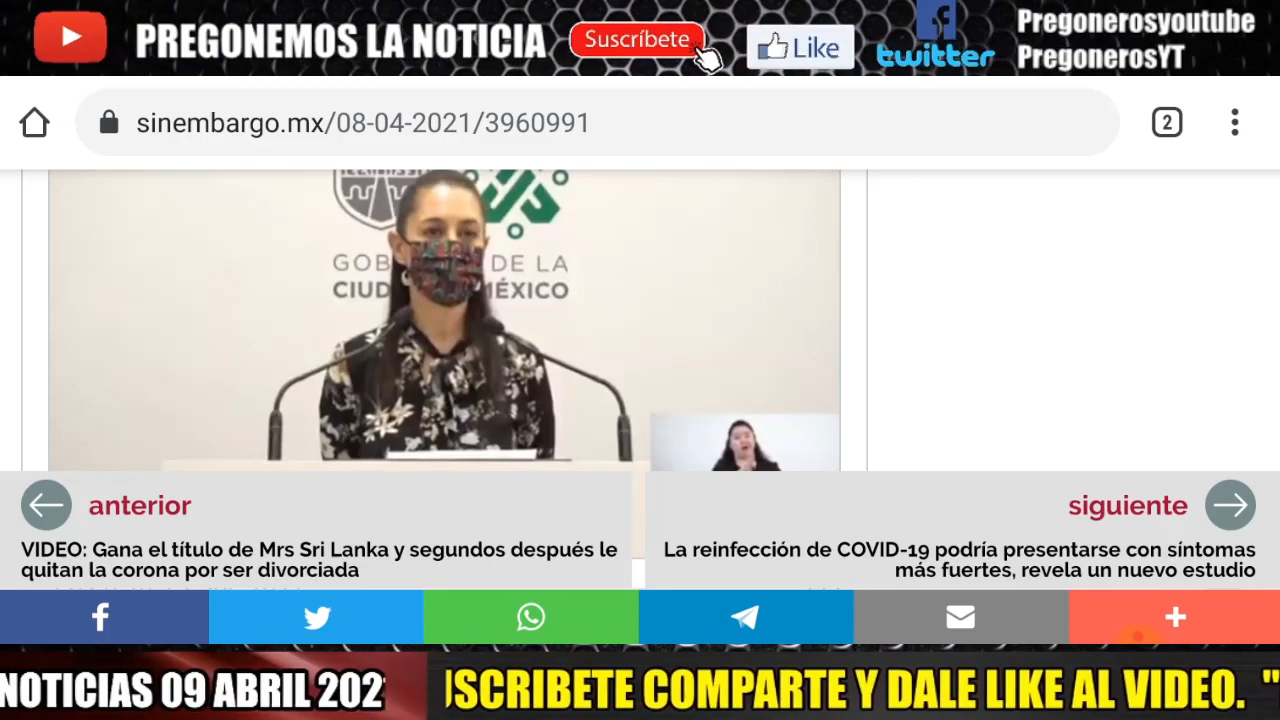 PREGONEMOS LA NOTICIA
Suscríbete
Like
twitter
Pregonerosyoutube
PregonerosYT
sinembargo.mx/08-04-2021/3960991
2
GOB DE LA
CIUD MÉXICO
anterior
siguiente
VIDEO: Gana el título de Mrs Sri Lanka y segundos después le
quitan la corona por ser divorciada
La reinfección de COVID-19 podría presentarse con síntomas
más fuertes, revela un nuevo estudio
NOTICIAS 09 ABRIL 202
USCRIBETE COMPARTE Y DALE LIKE AL VIDEO. "